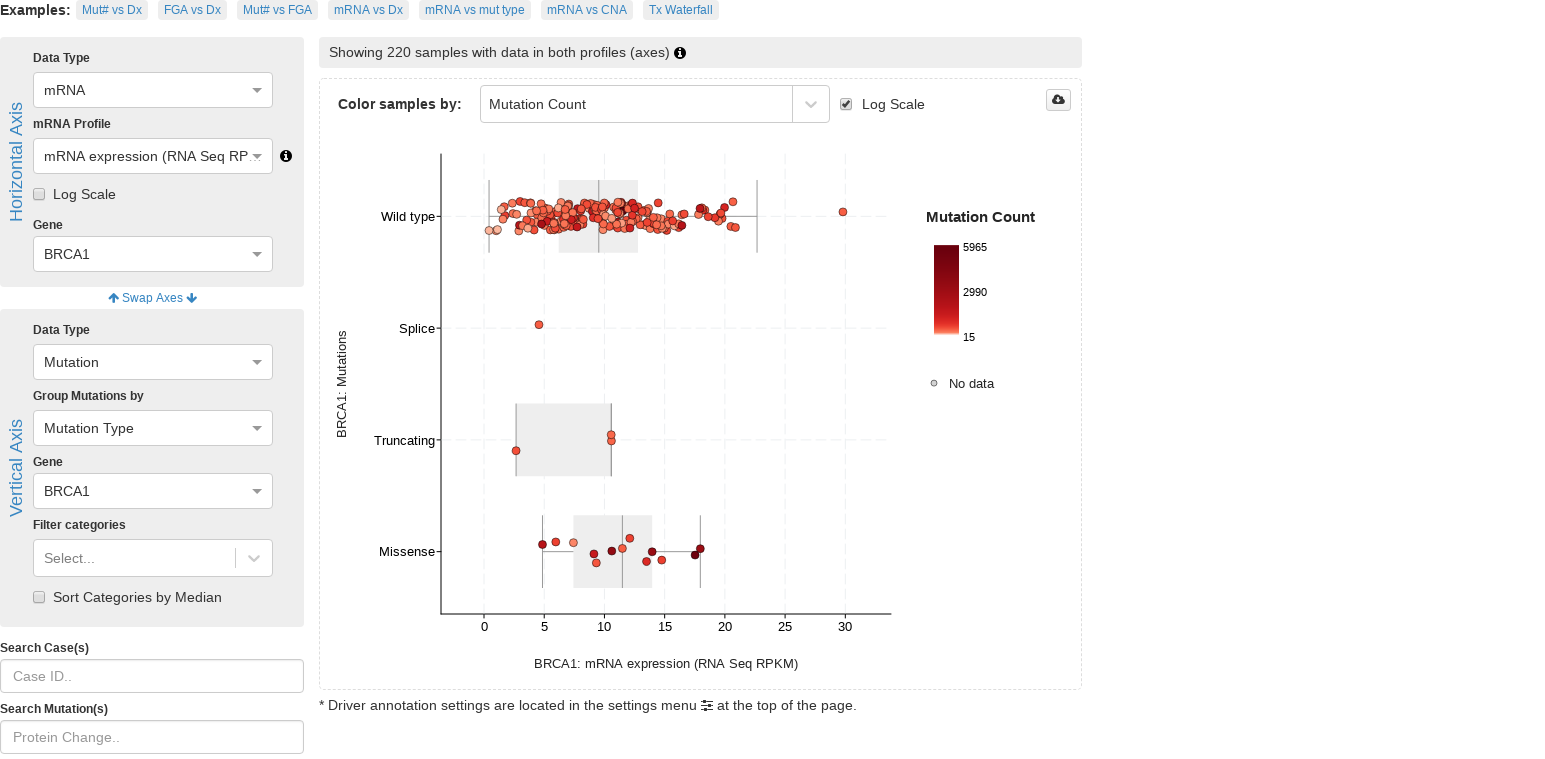 Examples: Mut# vs Dx FGA vs Dx Mut# vs FGA mRNA vs Dx mRNA vs mut type mRNA vs CNA Tx Waterfall
Horizontal Axis
Data Type
mRNA
mRNA Profile
mRNA expression (RNA Seq RP...
Log Scale
Gene
BRCA1
Swap Axes
Vertical Axis
Data Type
Mutation
Group Mutations by
Mutation Type
Gene
BRCA1
Filter categories
Select...
Sort Categories by Median
Search Case(s)
Case ID..
Search Mutation(s)
Protein Change..
Showing 220 samples with data in both profiles (axes)
Color samples by: Mutation Count Log Scale
BRCA1: Mutations
Wild type
Splice
Truncating
Missense
0 5 10 15 20 25 30
BRCA1: mRNA expression (RNA Seq RPKM)
Mutation Count
5965
2990
15
No data
* Driver annotation settings are located in the settings menu at the top of the page.